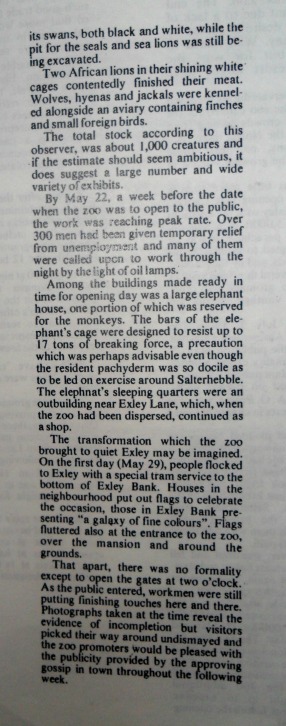 its swans, both black and white, while the
pit for the seals and sea lions was still be-
ing excavated.
Two African lions in their shining white
cages contentedly finished their meat.
Wolves, hyenas and jackals were kennel-
ed alongside an aviary containing finches
and small foreign birds.
The total stock according to this
observer, was about 1,000 creatures and
if the estimate should seem ambitious, it
does suggest a large number and wide
variety of exhibits.
By May 22, a week before the date
when the zoo was to open to the public,
the work was reaching peak rate. Over
300 men had been given temporary relief
from unemployment and many of them
were called upon to work through the
night by the light of oil lamps.
Among the buildings made ready in
time for opening day was a large elephant
house, one portion of which was reserved
for the monkeys. The bars of the ele-
phant's cage were designed to resist up to
17 tons of breaking force, a precaution
which was perhaps advisable even though
the resident pachyderm was so docile as
to be led on exercise around Salterhebble.
The elephnat's sleeping quarters were an
outbuilding near Exley Lane, which, when
the zoo had been dispersed, continued as
a shop.
The transformation which the zoo
brought to quiet Exley may be imagined.
On the first day (May 29), people flocked
to Exley with a special tram service to the
bottom of Exley Bank. Houses in the
neighbourhood put out flags to celebrate
the occasion, those in Exley Bank pre-
senting "a galaxy of fine colours". Flags
fluttered also at the entrance to the zoo,
over the mansion and around the
grounds.
That apart, there was no formality
except to open the gates at two o'clock.
As the public entered, workmen were still
putting finishing touches here and there.
Photographs taken at the time reveal the
evidence of incompletion but visitors
picked their way around undismayed and
the zoo promoters would be pleased with
the publicity provided by the approving
gossip in town throughout the following
week.